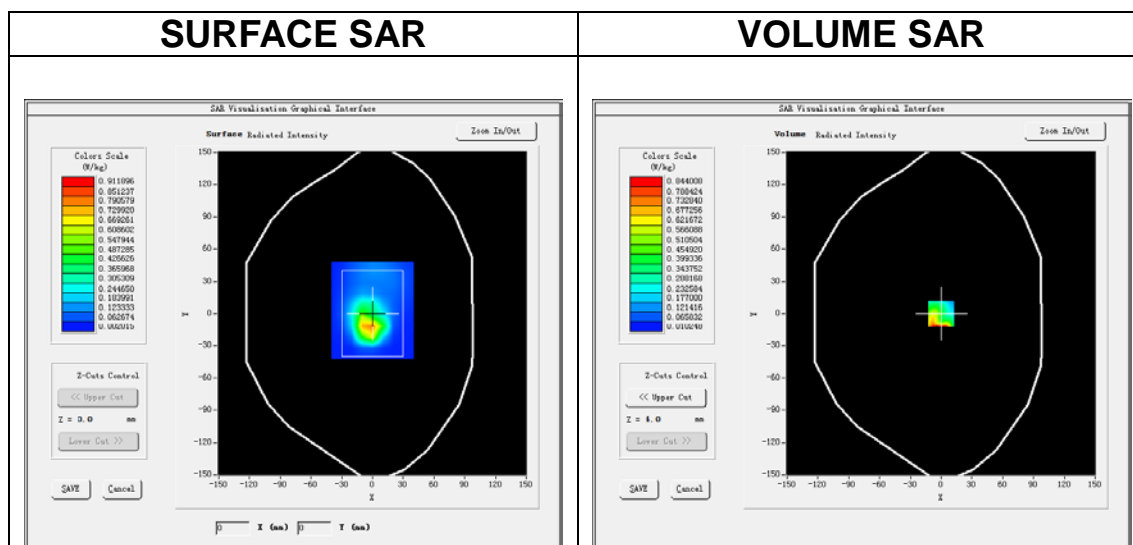 SURFACE SAR
VOLUME SAR
SAR Visualisation Graphical Interface
Surface Radiated Intensity
Zoom In/Out
Colors Scale
(W/kg)
0.911896
0.851237
0.790579
0.729920
0.669261
0.608602
0.547944
0.487285
0.426626
0.365968
0.305309
0.244650
0.183991
0.123333
0.062674
0.002015
Z-Cuts Control
<< Upper Cut
Z = 0.0 mm
Lower Cut >>
SAVE
Cancel
150
120
90
60
30
0
-30
-60
-90
-120
-150
Y
-150 -120 -90 -60 -30 0 30 60 90 120 150
X
0 X (mm) 0 Y (mm)
SAR Visualisation Graphical Interface
Volume Radiated Intensity
Zoom In/Out
Colors Scale
(W/kg)
0.844008
0.788424
0.732840
0.677256
0.621672
0.566088
0.510504
0.454920
0.399336
0.343752
0.288168
0.232584
0.177000
0.121416
0.065832
0.010248
Z-Cuts Control
<< Upper Cut
Z = 4.0 mm
Lower Cut >>
SAVE
Cancel
150
120
90
60
30
0
-30
-60
-90
-120
-150
Y
-150 -120 -90 -60 -30 0 30 60 90 120 150
X